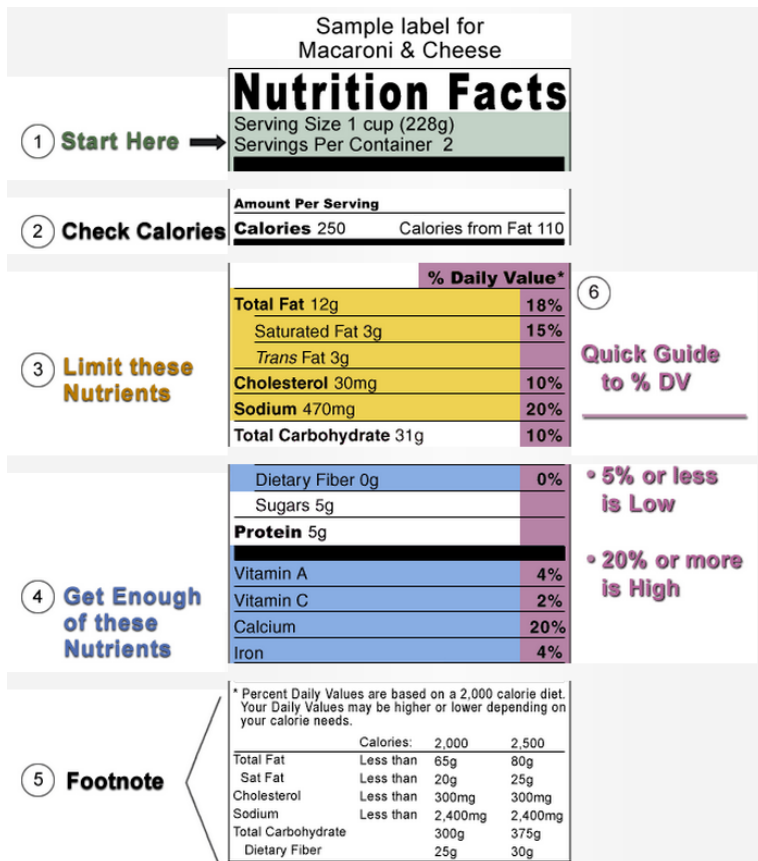 Sample label for
Macaroni & Cheese
Nutrition Facts
1 Start Here
Serving Size 1 cup (228g)
Servings Per Container 2
Amount Per Serving
2 Check Calories
Calories 250 Calories from Fat 110
% Daily Value*
3 Limit these
Nutrients
Total Fat 12g 18%
Saturated Fat 3g 15%
Trans Fat 3g
Cholesterol 30mg 10%
Sodium 470mg 20%
Total Carbohydrate 31g 10%
4 Get Enough
of these
Nutrients
Dietary Fiber 0g 0%
Sugars 5g
Protein 5g
Vitamin A 4%
Vitamin C 2%
Calcium 20%
Iron 4%
6
Quick Guide
to % DV
• 5% or less
is Low
• 20% or more
is High
5 Footnote
* Percent Daily Values are based on a 2,000 calorie diet.
Your Daily Values may be higher or lower depending on
your calorie needs.
Calories: 2,000 2,500
Total Fat Less than 65g 80g
Sat Fat Less than 20g 25g
Cholesterol Less than 300mg 300mg
Sodium Less than 2,400mg 2,400mg
Total Carbohydrate 300g 375g
Dietary Fiber 25g 30g